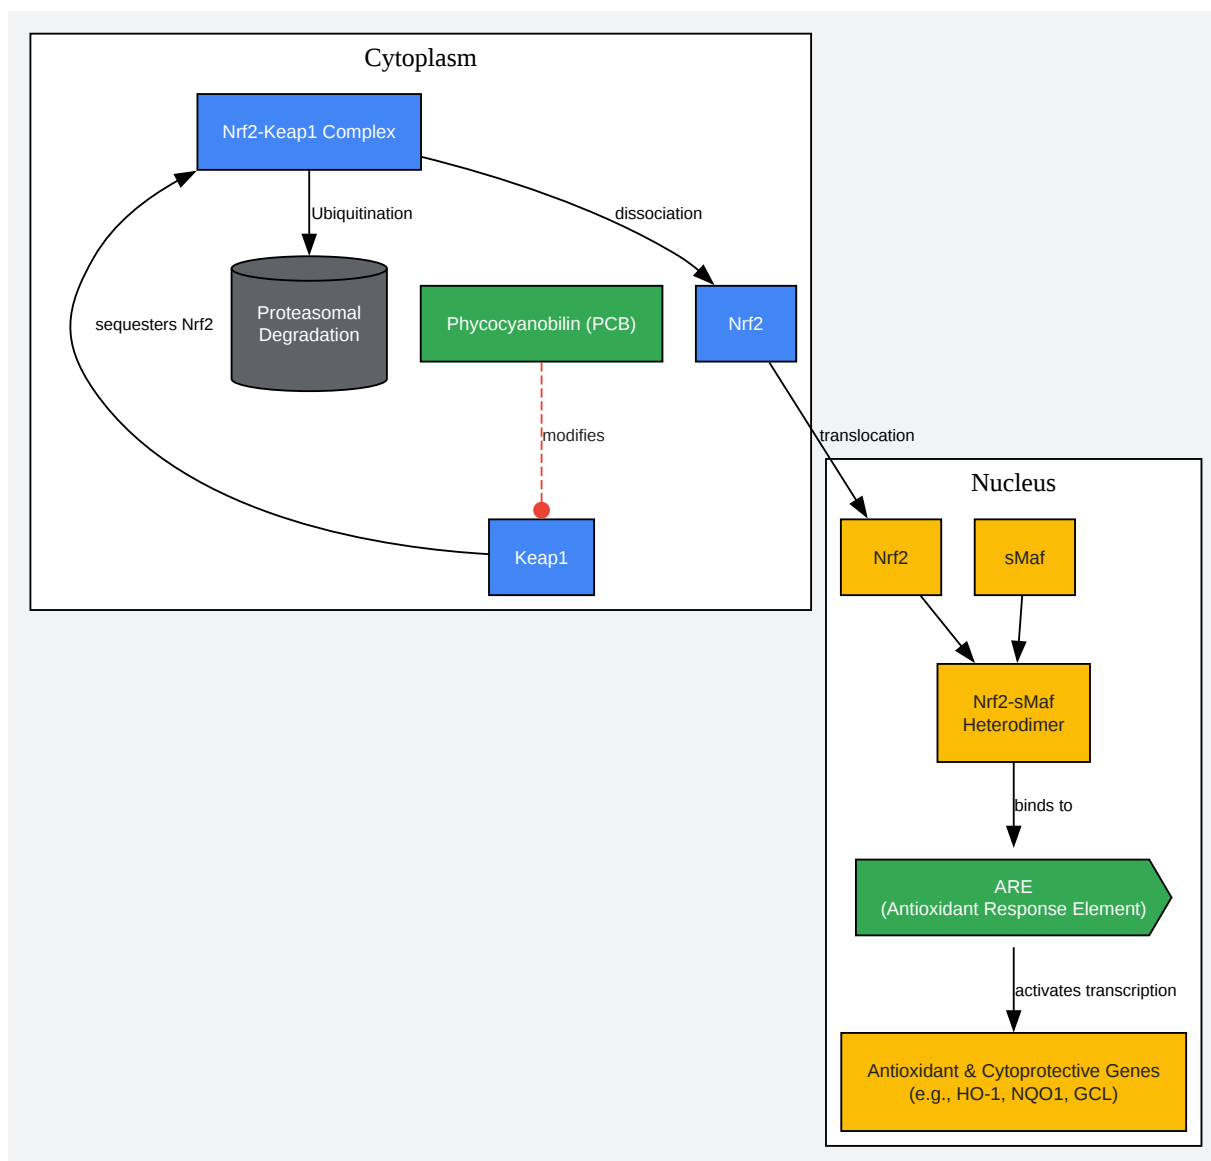 Cytoplasm
Nrf2-Keap1 Complex
Ubiquitination
dissociation
Proteasomal
Degradation
sequesters Nrf2
Phycocyanobilin (PCB)
Nrf2
modifies
translocation
Keap1
Nucleus
Nrf2
sMaf
Nrf2-sMaf
Heterodimer
binds to
ARE
(Antioxidant Response Element)
activates transcription
Antioxidant & Cytoprotective Genes
(e.g., HO-1, NQO1, GCL)